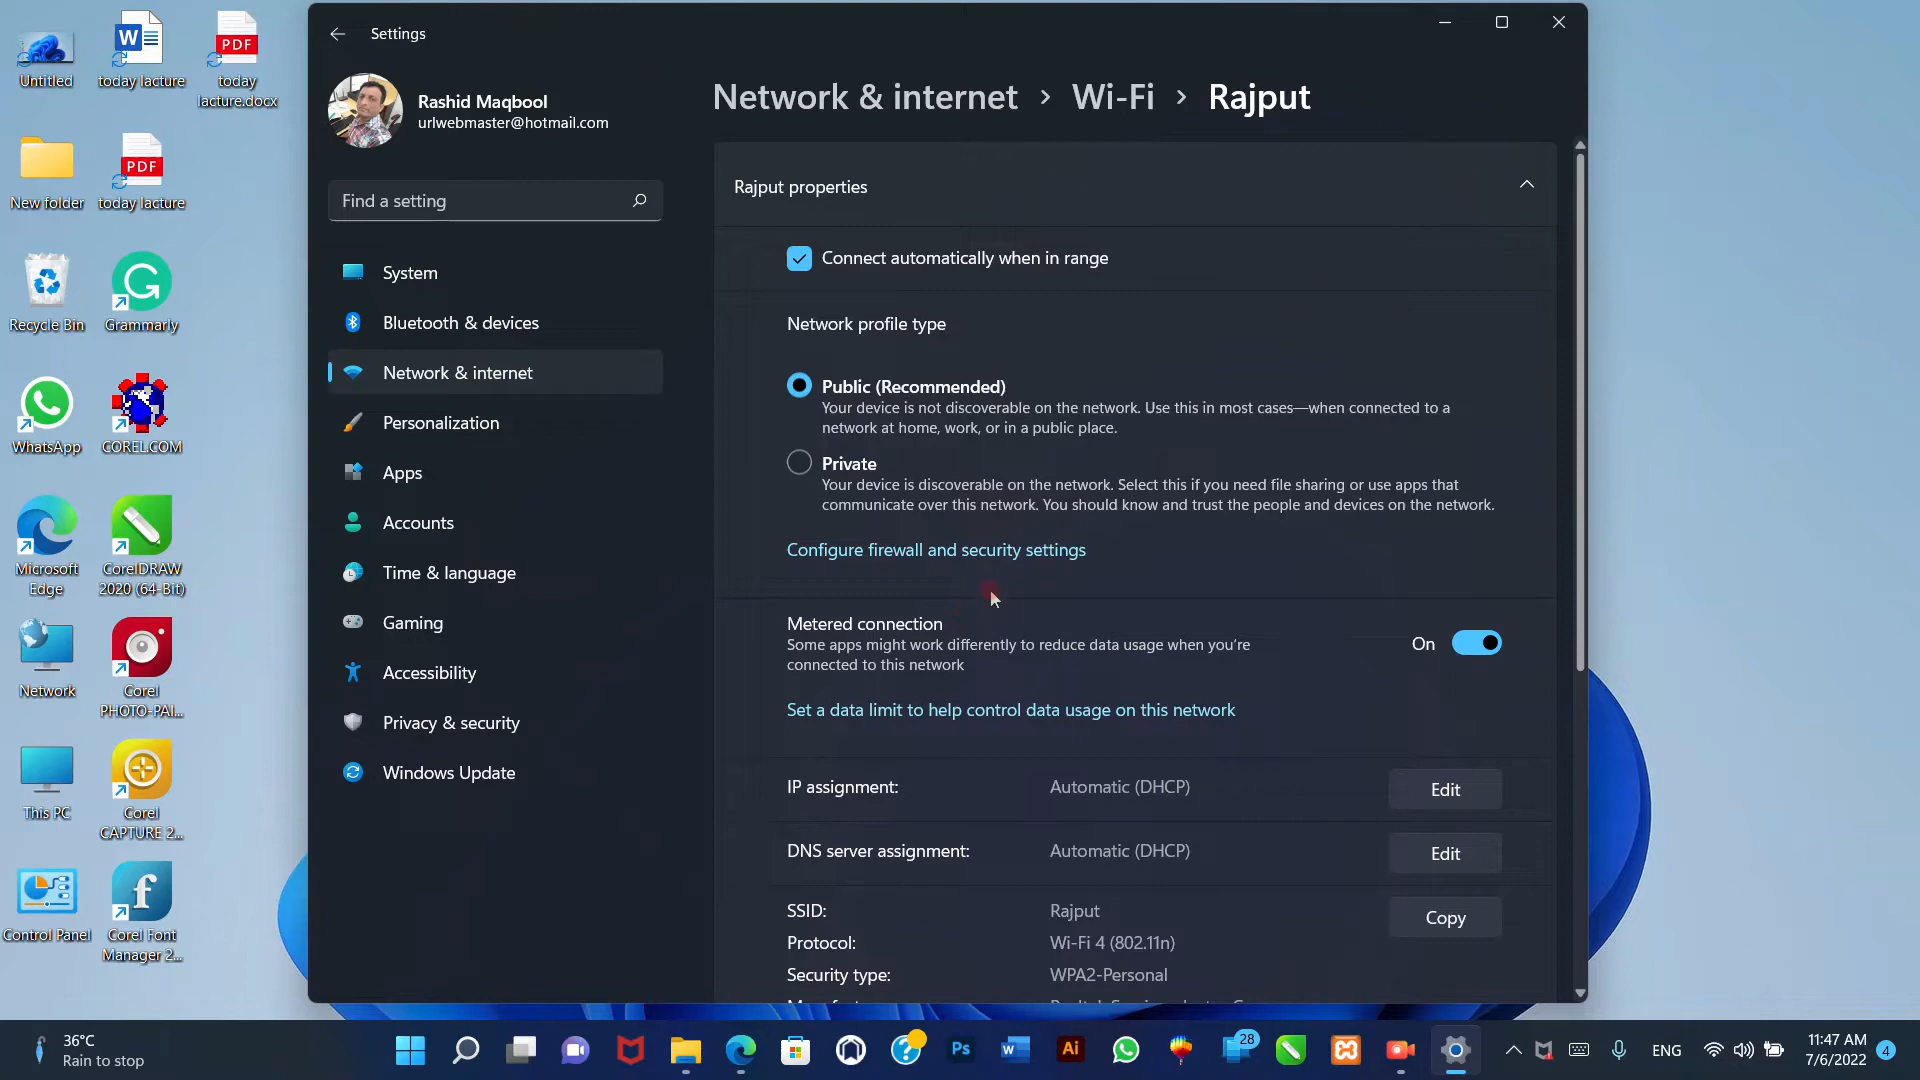 Settings
Rashid Maqbool
urlwebmaster@hotmail.com
Find a setting
System
Bluetooth & devices
Network & internet
Personalization
Apps
Accounts
Time & language
Gaming
Accessibility
Privacy & security
Windows Update
Network & internet > Wi-Fi > Rajput
Rajput properties
Connect automatically when in range
Network profile type
Public (Recommended)
Your device is not discoverable on the network. Use this in most cases—when connected to a
network at home, work, or in a public place.
Private
Your device is discoverable on the network. Select this if you need file sharing or use apps that
communicate over this network. You should know and trust the people and devices on the network.
Configure firewall and security settings
Metered connection
Some apps might work differently to reduce data usage when you're
connected to this network
On
Set a data limit to help control data usage on this network
IP assignment: Automatic (DHCP) Edit
DNS server assignment: Automatic (DHCP) Edit
SSID: Rajput Copy
Protocol: Wi-Fi 4 (802.11n)
Security type: WPA2-Personal
Untitled
today lacture
today
lacture.docx
New folder
today lacture
Recycle Bin
Grammarly
WhatsApp
COREL.COM
Microsoft
Edge
CorelDRAW
2020 (64-Bit)
Network
Corel
PHOTO-PAI...
This PC
Corel
CAPTURE 2...
Control Panel
Corel Font
Manager 2...
W
PDF
PDF
36°C
Rain to stop
Ps
W
Ai
28
ENG
11:47 AM
7/6/2022
4